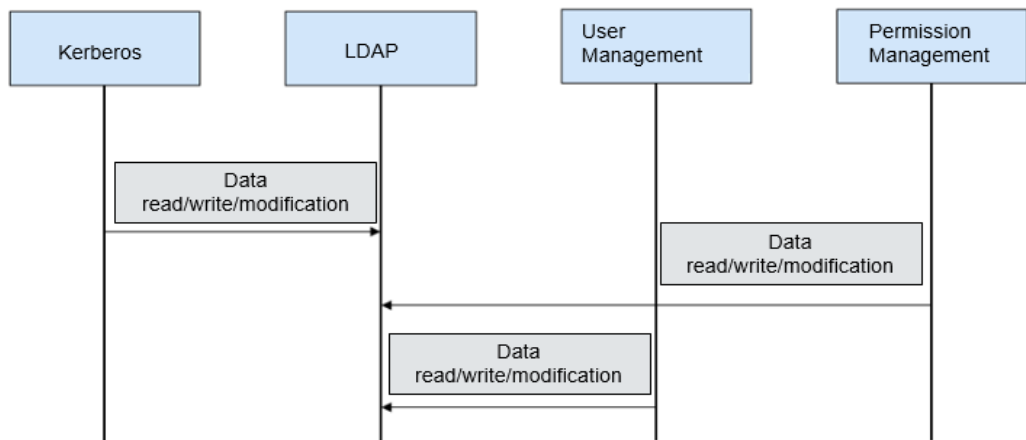 Kerberos
LDAP
User
Management
Permission
Management
Data
read/write/modification
Data
read/write/modification
Data
read/write/modification